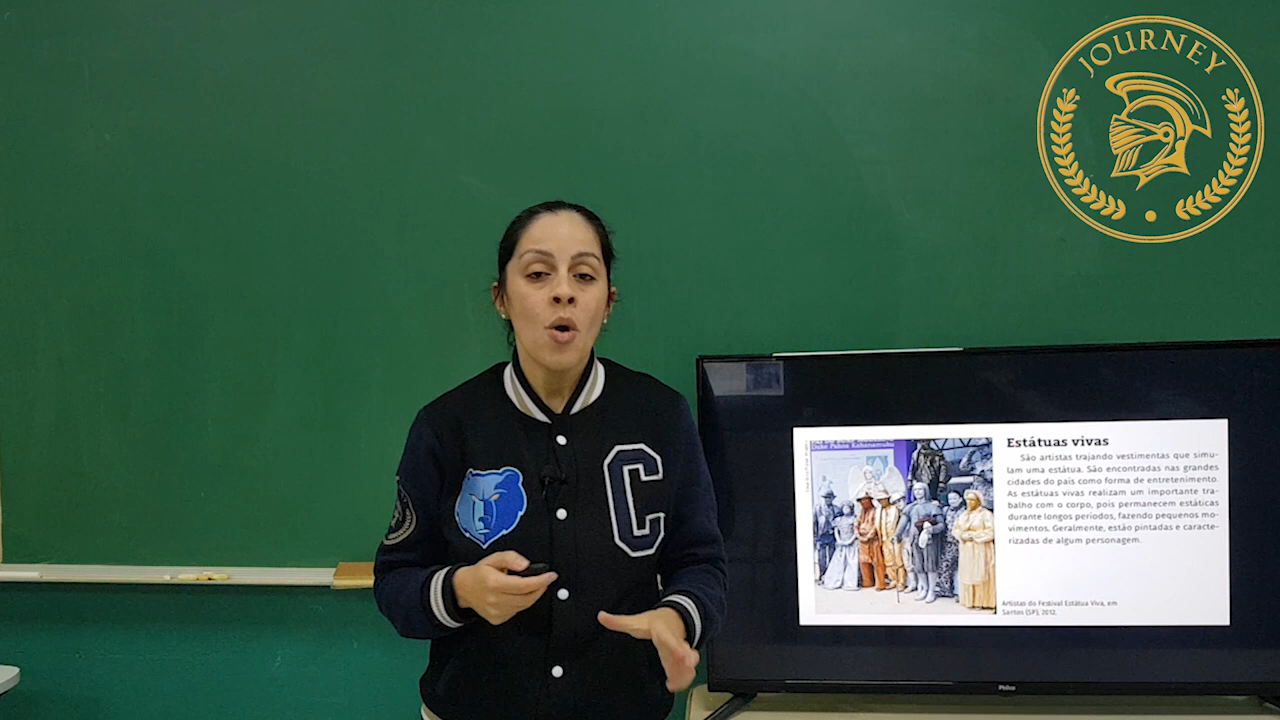 JOURNEY
C
Estátuas vivas
São artistas trajando vestimentas que simu-
lam uma estátua. São encontradas nas grandes
cidades do país como forma de entretenimento.
As estátuas vivas realizam um importante tra-
balho com o corpo, pois permanecem estáticas
durante longos períodos, fazendo pequenos mo-
vimentos. Geralmente, estão pintadas e caracte-
rizadas de algum personagem.
Artistas do Festival Estátua Viva, em
Santos (SP), 2012.
Philco